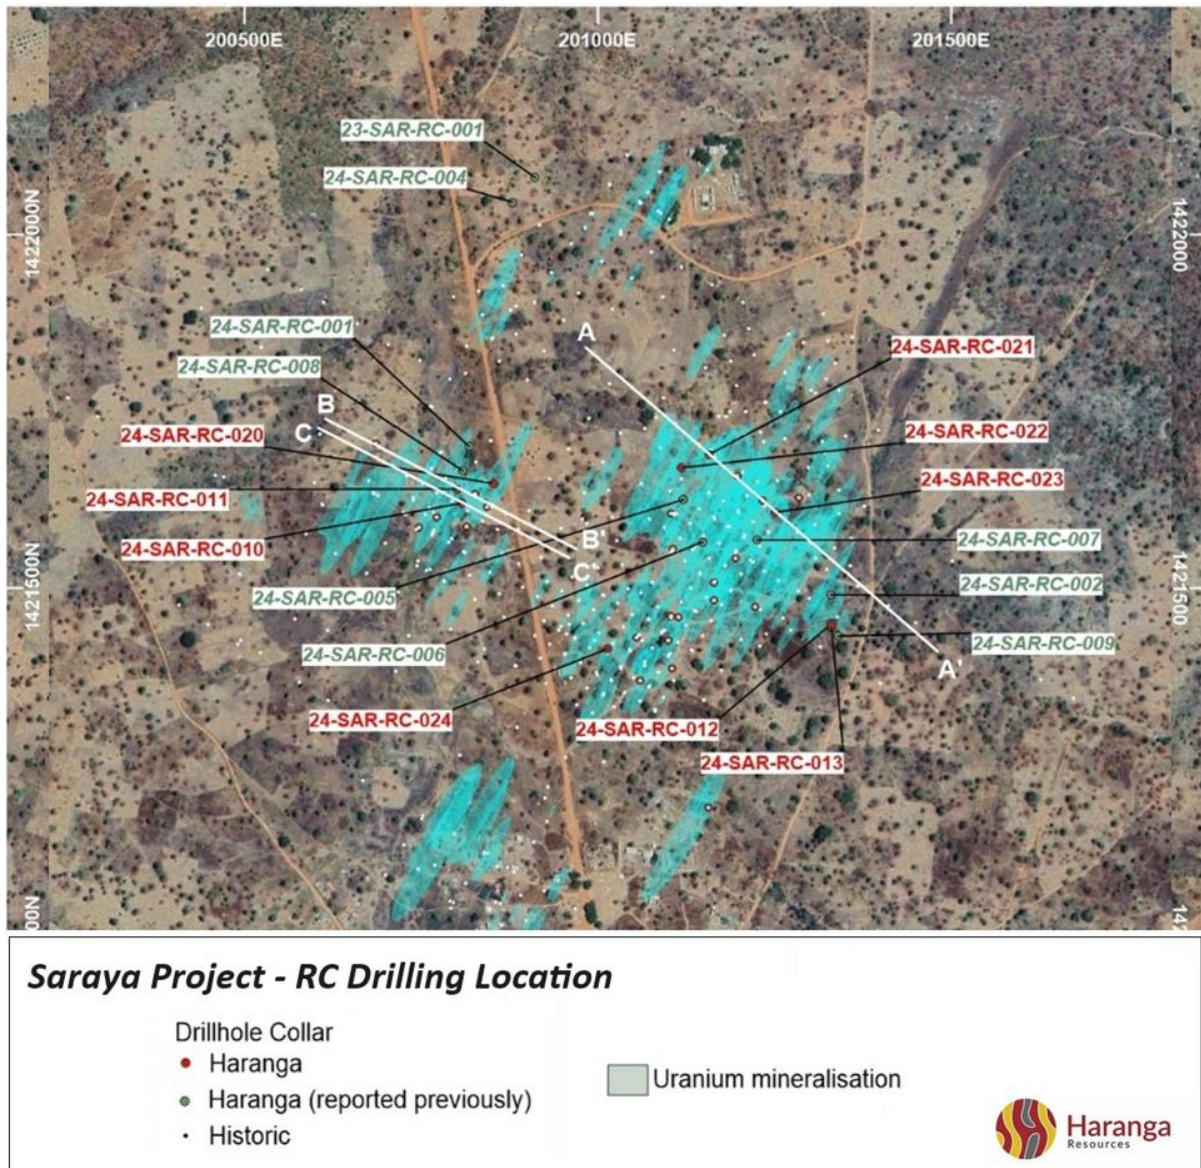 200500E
201000E
201500E
23-SAR-RC-001
24-SAR-RC-004
1422000N
1422000
24-SAR-RC-001
A
24-SAR-RC-021
24-SAR-RC-008
B
24-SAR-RC-020
C
24-SAR-RC-022
24-SAR-RC-011
24-SAR-RC-023
24-SAR-RC-010
B'
24-SAR-RC-007
C'
1421500N
1421500
24-SAR-RC-002
24-SAR-RC-005
24-SAR-RC-006
24-SAR-RC-009
A'
24-SAR-RC-024
24-SAR-RC-012
24-SAR-RC-013
00N
142
Saraya Project - RC Drilling Location
Drillhole Collar
Haranga
Haranga (reported previously)
Historic
Uranium mineralisation
Haranga
Resources